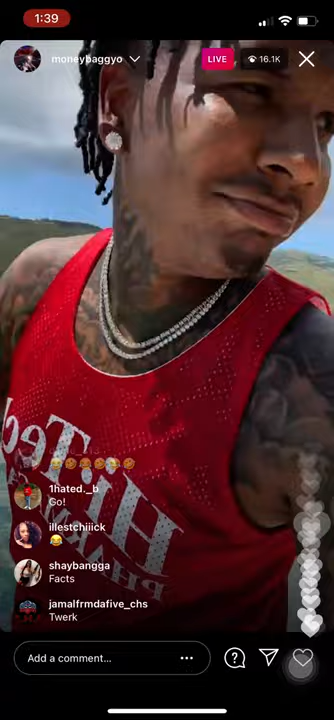 1:39
moneybaggyo
LIVE
16.1K
1hated._b
Go!
illestchiiick
😂
shaybangga
Facts
jamalfrmdafive_chs
Twerk
Add a comment...